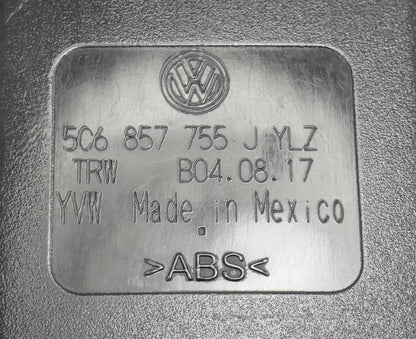 5C6 857 755 J YLZ
TRW B04.08.17
YVW Made in Mexico
>ABS<